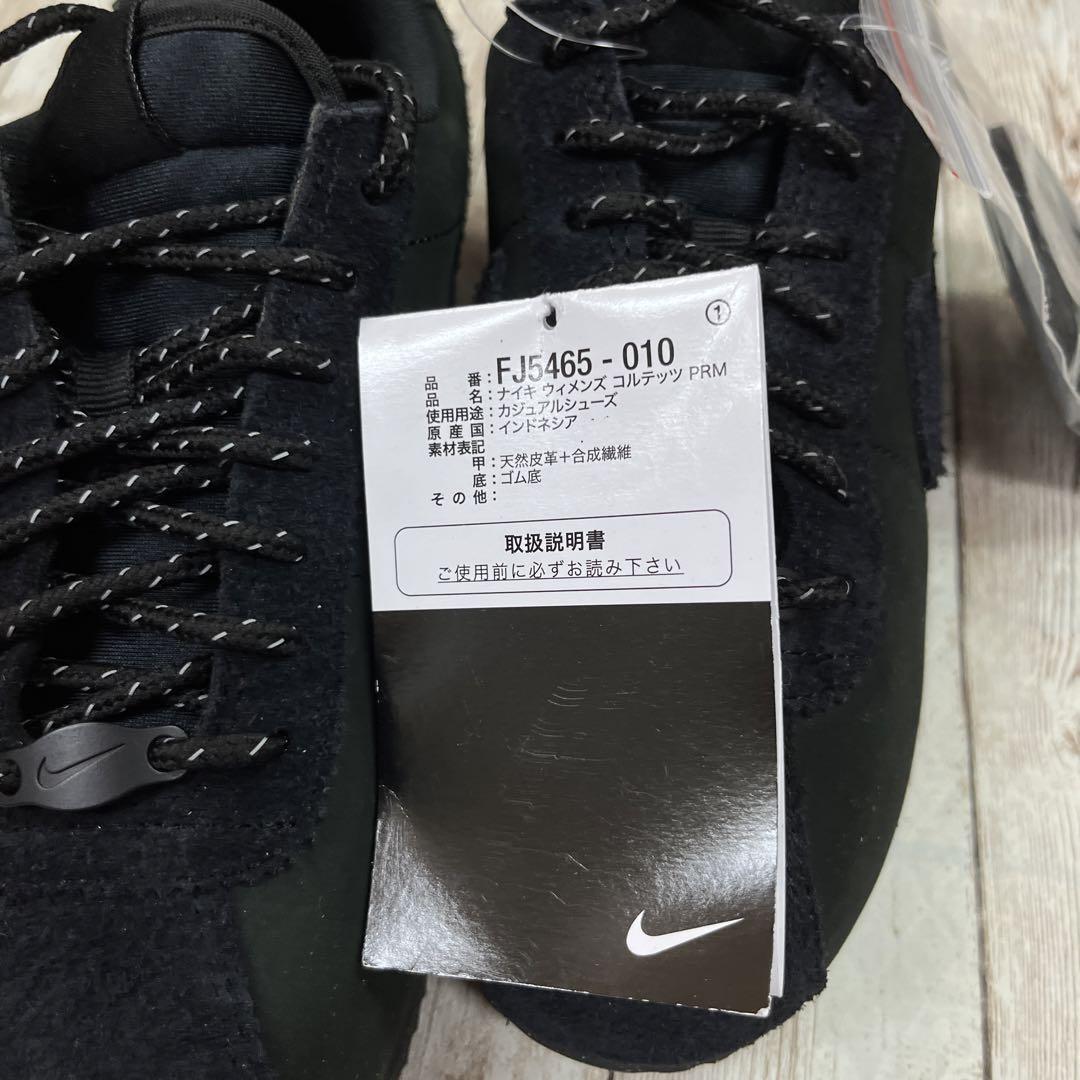 ①
品 番：FJ5465 - 010
品 名：ナイキ ウィメンズ コルテッツ PRM
使用用途：カジュアルシューズ
原 産 国：インドネシア
素材表記
甲：天然皮革＋合成繊維
底：ゴム底
そ の 他：
取扱説明書
ご使用前に必ずお読み下さい